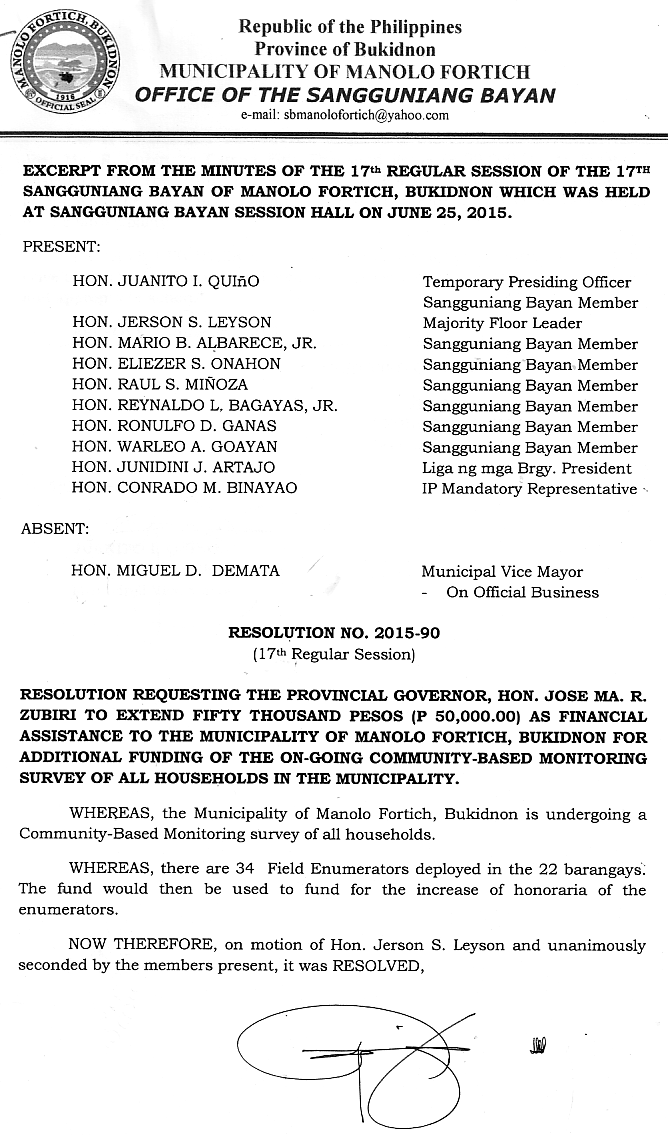 MANOLO FORTICH, BUKIDNON
1918
OFFICIAL SEAL
Republic of the Philippines
Province of Bukidnon
MUNICIPALITY OF MANOLO FORTICH
OFFICE OF THE SANGGUNIANG BAYAN
e-mail: sbmanolofortich@yahoo.com
EXCERPT FROM THE MINUTES OF THE 17th REGULAR SESSION OF THE 17TH
SANGGUNIANG BAYAN OF MANOLO FORTICH, BUKIDNON WHICH WAS HELD
AT SANGGUNIANG BAYAN SESSION HALL ON JUNE 25, 2015.
PRESENT:
HON. JUANITO I. QUIñO Temporary Presiding Officer
Sangguniang Bayan Member
HON. JERSON S. LEYSON Majority Floor Leader
HON. MARIO B. ALBARECE, JR. Sangguniang Bayan Member
HON. ELIEZER S. ONAHON Sangguniang Bayan Member
HON. RAUL S. MIÑOZA Sangguniang Bayan Member
HON. REYNALDO L. BAGAYAS, JR. Sangguniang Bayan Member
HON. RONULFO D. GANAS Sangguniang Bayan Member
HON. WARLEO A. GOAYAN Sangguniang Bayan Member
HON. JUNIDINI J. ARTAJO Liga ng mga Brgy. President
HON. CONRADO M. BINAYAO IP Mandatory Representative
ABSENT:
HON. MIGUEL D. DEMATA Municipal Vice Mayor
- On Official Business
RESOLUTION NO. 2015-90
(17th Regular Session)
RESOLUTION REQUESTING THE PROVINCIAL GOVERNOR, HON. JOSE MA. R.
ZUBIRI TO EXTEND FIFTY THOUSAND PESOS (P 50,000.00) AS FINANCIAL
ASSISTANCE TO THE MUNICIPALITY OF MANOLO FORTICH, BUKIDNON FOR
ADDITIONAL FUNDING OF THE ON-GOING COMMUNITY-BASED MONITORING
SURVEY OF ALL HOUSEHOLDS IN THE MUNICIPALITY.
WHEREAS, the Municipality of Manolo Fortich, Bukidnon is undergoing a
Community-Based Monitoring survey of all households.
WHEREAS, there are 34 Field Enumerators deployed in the 22 barangays.
The fund would then be used to fund for the increase of honoraria of the
enumerators.
NOW THEREFORE, on motion of Hon. Jerson S. Leyson and unanimously
seconded by the members present, it was RESOLVED,